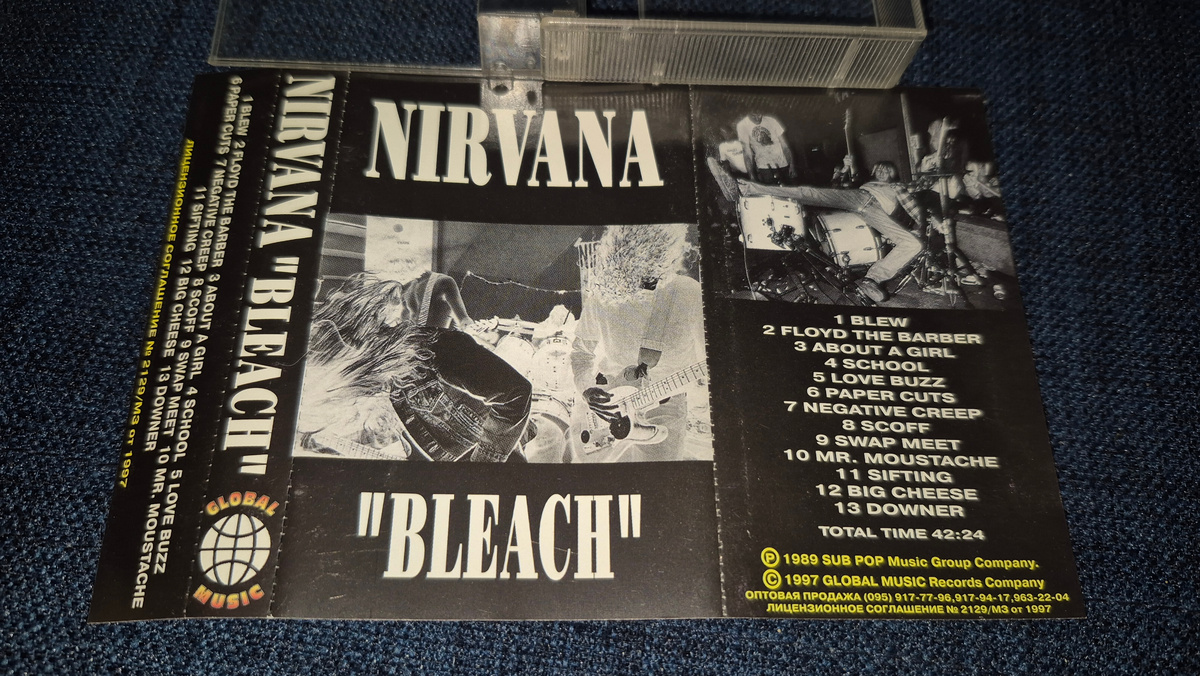 1 BLEW 2 FLOYD THE BARBER 3 ABOUT A GIRL 4 SCHOOL 5 LOVE BUZZ
6 PAPER CUTS 7 NEGATIVE CREEP 8 SCOFF 9 SWAP MEET 10 MR. MOUSTACHE
11 SIFTING 12 BIG CHEESE 13 DOWNER
ЛИЦЕНЗИОННОЕ СОГЛАШЕНИЕ № 2129/МЗ от 1997
NIRVANA "BLEACH"
GLOBAL
MUSIC
NIRVANA
"BLEACH"
1 BLEW
2 FLOYD THE BARBER
3 ABOUT A GIRL
4 SCHOOL
5 LOVE BUZZ
6 PAPER CUTS
7 NEGATIVE CREEP
8 SCOFF
9 SWAP MEET
10 MR. MOUSTACHE
11 SIFTING
12 BIG CHEESE
13 DOWNER
TOTAL TIME 42:24
Ⓟ 1989 SUB POP Music Group Company.
© 1997 GLOBAL MUSIC Records Company
ОПТОВАЯ ПРОДАЖА (095) 917-77-96,917-94-17,963-22-04
ЛИЦЕНЗИОННОЕ СОГЛАШЕНИЕ № 2129/МЗ от 1997